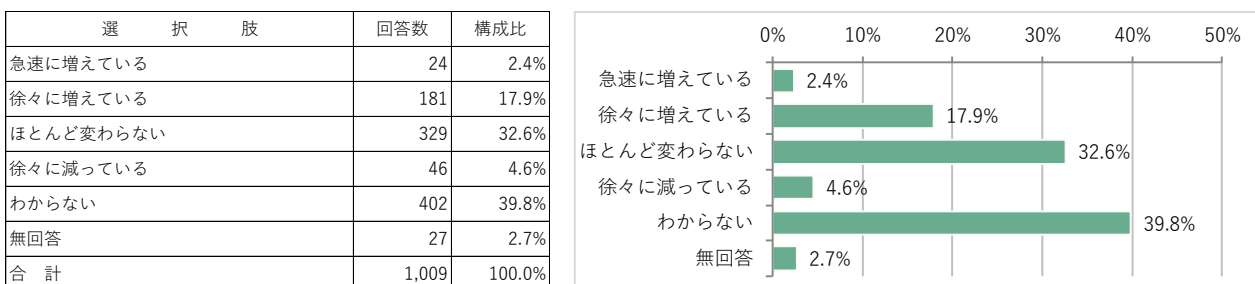 選 択 肢 回答数 構成比
急速に増えている 24 2.4%
徐々に増えている 181 17.9%
ほとんど変わらない 329 32.6%
徐々に減っている 46 4.6%
わからない 402 39.8%
無回答 27 2.7%
合 計 1,009 100.0%
0% 10% 20% 30% 40% 50%
急速に増えている 2.4%
徐々に増えている 17.9%
ほとんど変わらない 32.6%
徐々に減っている 4.6%
わからない 39.8%
無回答 2.7%